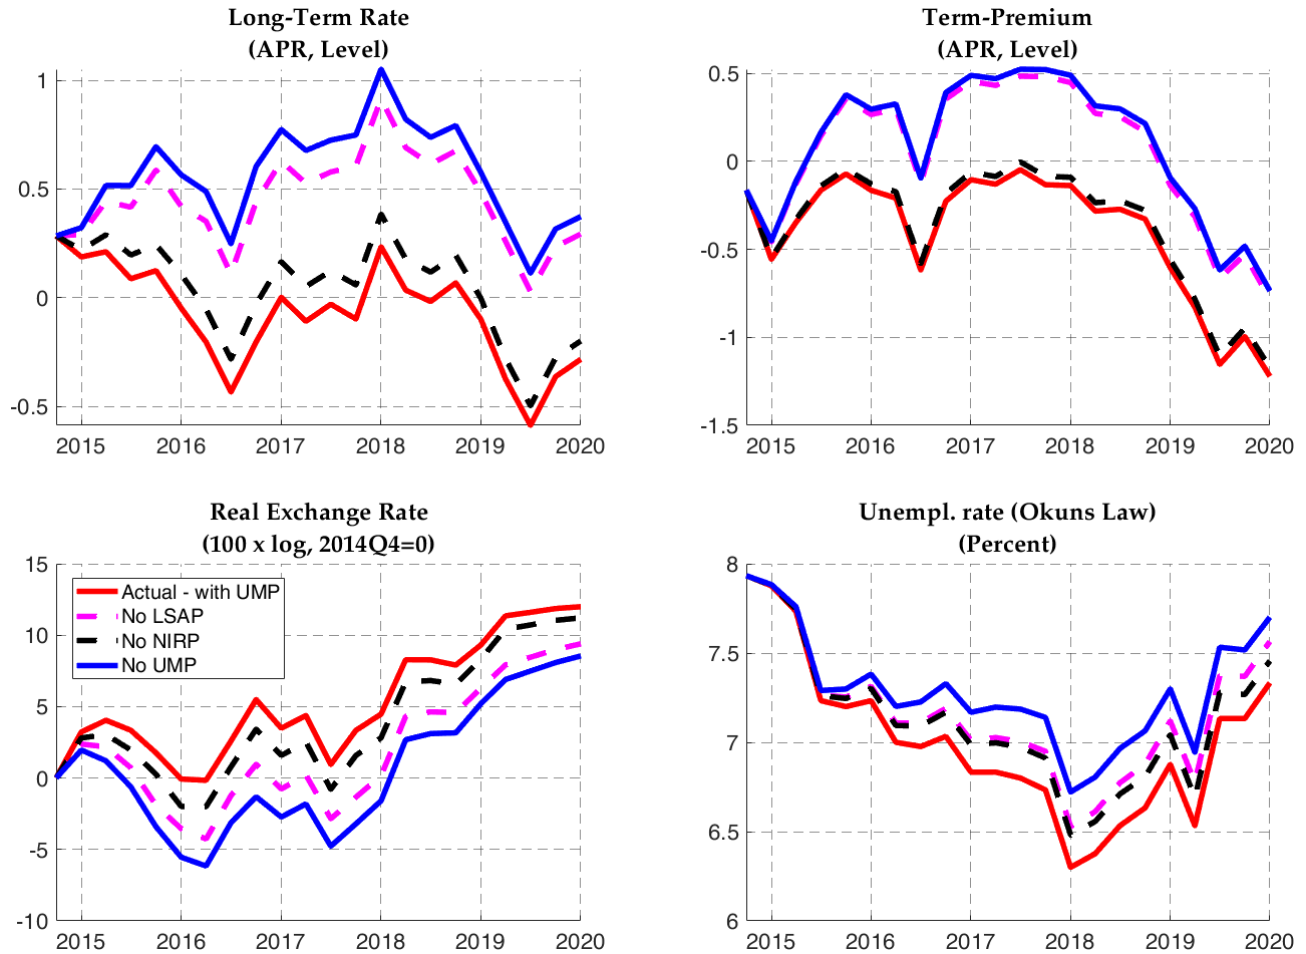 Long-Term Rate
(APR, Level)
1
0.5
0
-0.5
2015 2016 2017 2018 2019 2020
Term-Premium
(APR, Level)
0.5
0
-0.5
-1
-1.5
2015 2016 2017 2018 2019 2020
Real Exchange Rate
(100 x log, 2014Q4=0)
15
10
5
0
-5
-10
Actual - with UMP
No LSAP
No NIRP
No UMP
2015 2016 2017 2018 2019 2020
Unempl. rate (Okuns Law)
(Percent)
8
7.5
7
6.5
6
2015 2016 2017 2018 2019 2020